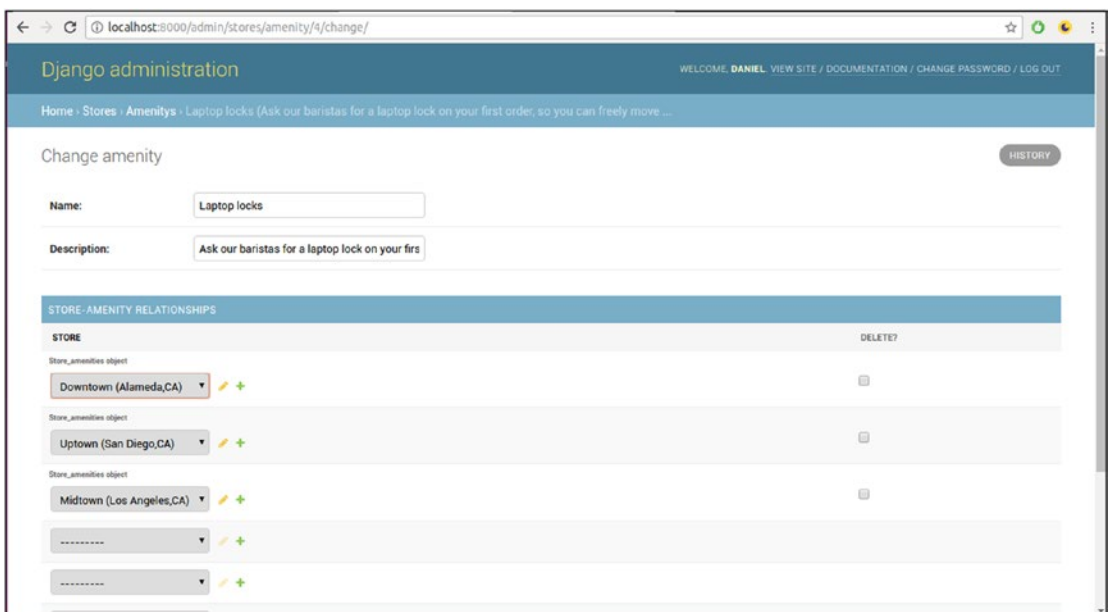 localhost:8000/admin/stores/amenity/4/change/
Django administration
WELCOME, DANIEL. VIEW SITE / DOCUMENTATION / CHANGE PASSWORD / LOG OUT
Home › Stores › Amenitys › Laptop locks (Ask our baristas for a laptop lock on your first order, so you can freely move ...
Change amenity
HISTORY
Name:
Laptop locks
Description:
Ask our baristas for a laptop lock on your firs
STORE-AMENITY RELATIONSHIPS
STORE
DELETE?
Store_amenities object
Downtown (Alameda,CA)
Store_amenities object
Uptown (San Diego,CA)
Store_amenities object
Midtown (Los Angeles,CA)
---------
---------